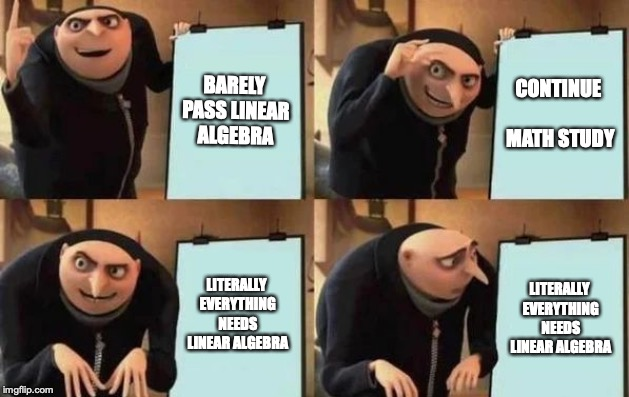 BARELY
PASS LINEAR
ALGEBRA
CONTINUE
MATH STUDY
LITERALLY
EVERYTHING
NEEDS
LINEAR ALGEBRA
LITERALLY
EVERYTHING
NEEDS
LINEAR ALGEBRA
imgflip.com